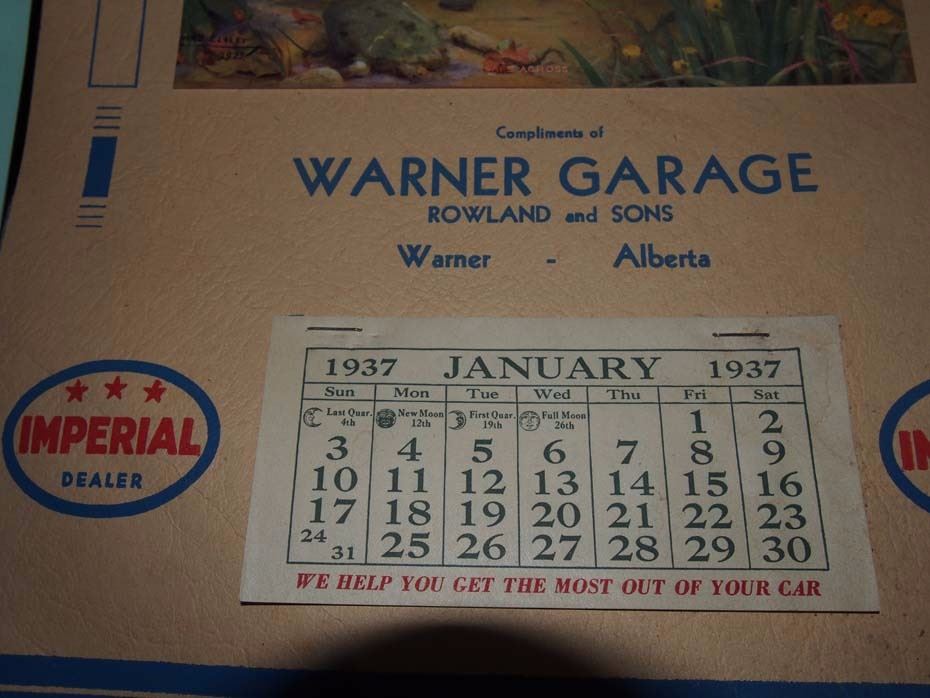 ACROSS
Compliments of
WARNER GARAGE
ROWLAND and SONS
Warner - Alberta
IMPERIAL
DEALER
1937 JANUARY 1937
Sun Mon Tue Wed Thu Fri Sat
Last Quar. 4th New Moon 12th First Quar. 19th Full Moon 26th 1 2
3 4 5 6 7 8 9
10 11 12 13 14 15 16
17 18 19 20 21 22 23
24 31 25 26 27 28 29 30
WE HELP YOU GET THE MOST OUT OF YOUR CAR